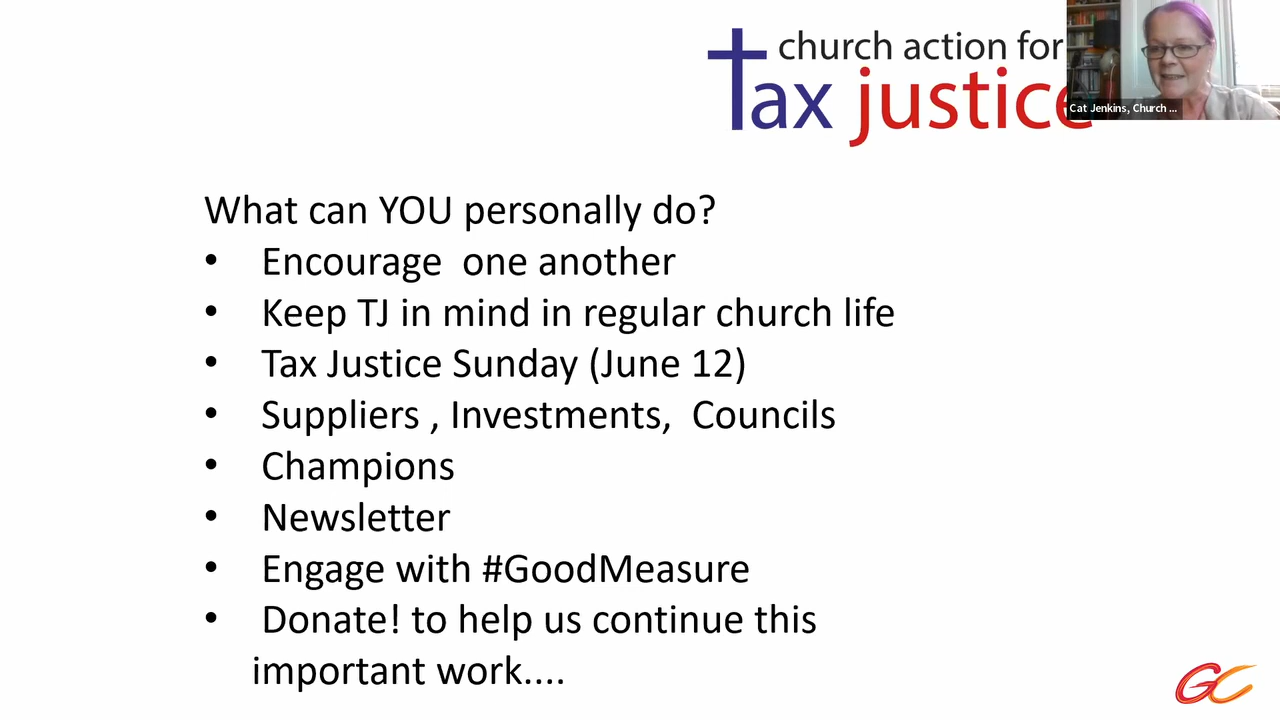 church action for
tax justice
Cat Jenkins, Church ...
What can YOU personally do?
• Encourage one another
• Keep TJ in mind in regular church life
• Tax Justice Sunday (June 12)
• Suppliers , Investments, Councils
• Champions
• Newsletter
• Engage with #GoodMeasure
• Donate! to help us continue this
important work....
GC